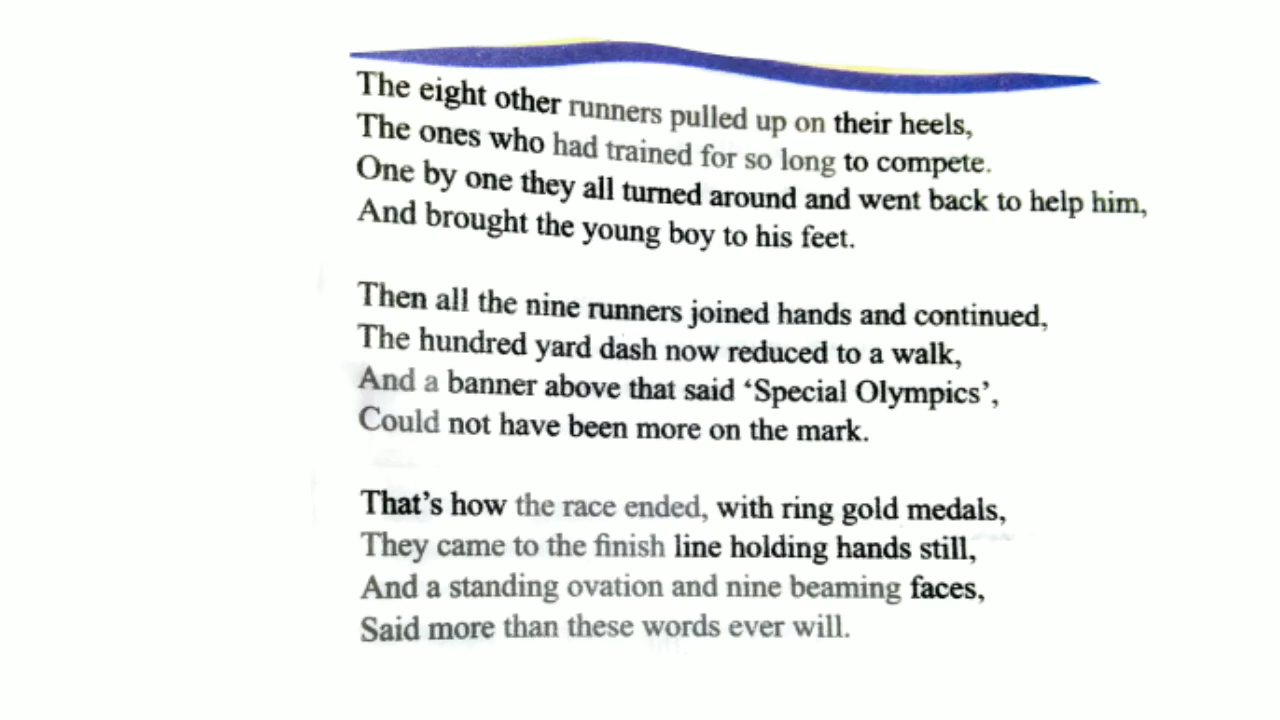 The eight other runners pulled up on their heels,
The ones who had trained for so long to compete.
One by one they all turned around and went back to help him,
And brought the young boy to his feet.
Then all the nine runners joined hands and continued,
The hundred yard dash now reduced to a walk,
And a banner above that said ‘Special Olympics’,
Could not have been more on the mark.
That’s how the race ended, with ring gold medals,
They came to the finish line holding hands still,
And a standing ovation and nine beaming faces,
Said more than these words ever will.